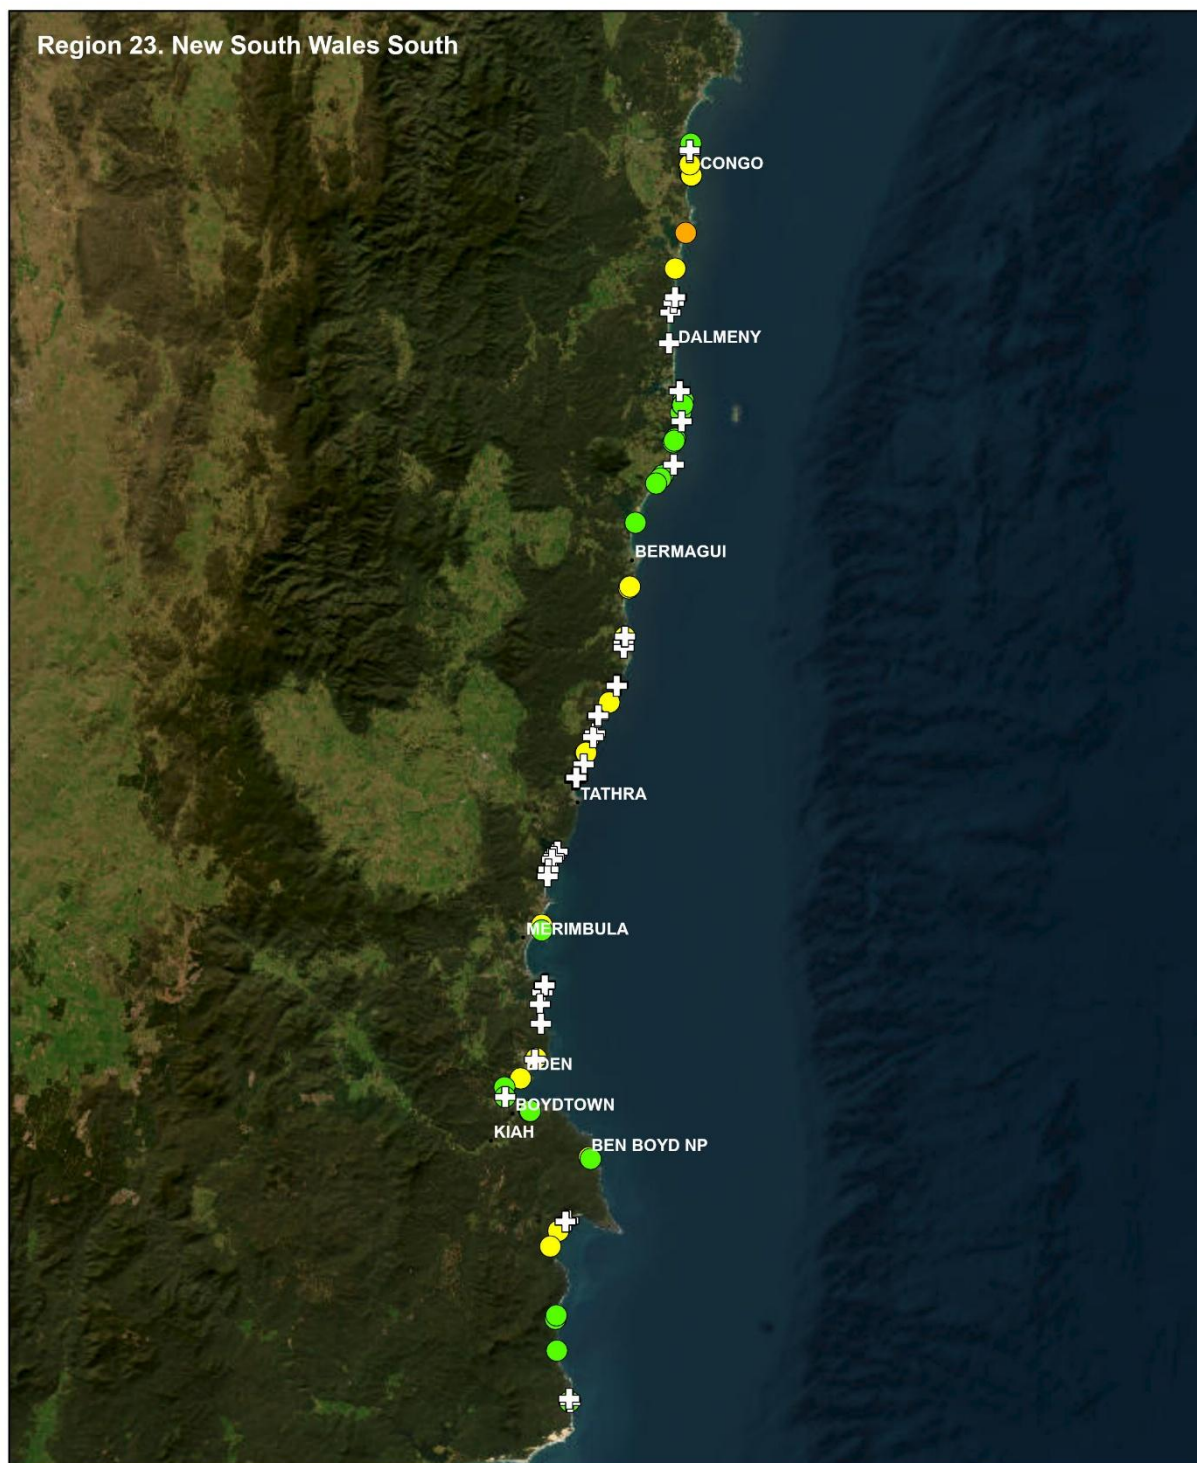 Region 23. New South Wales South
CONGO
DALMENY
BERMAGUI
TATHRA
MERIMBULA
EDEN
BOYDTOWN
KIAH
BEN BOYD NP